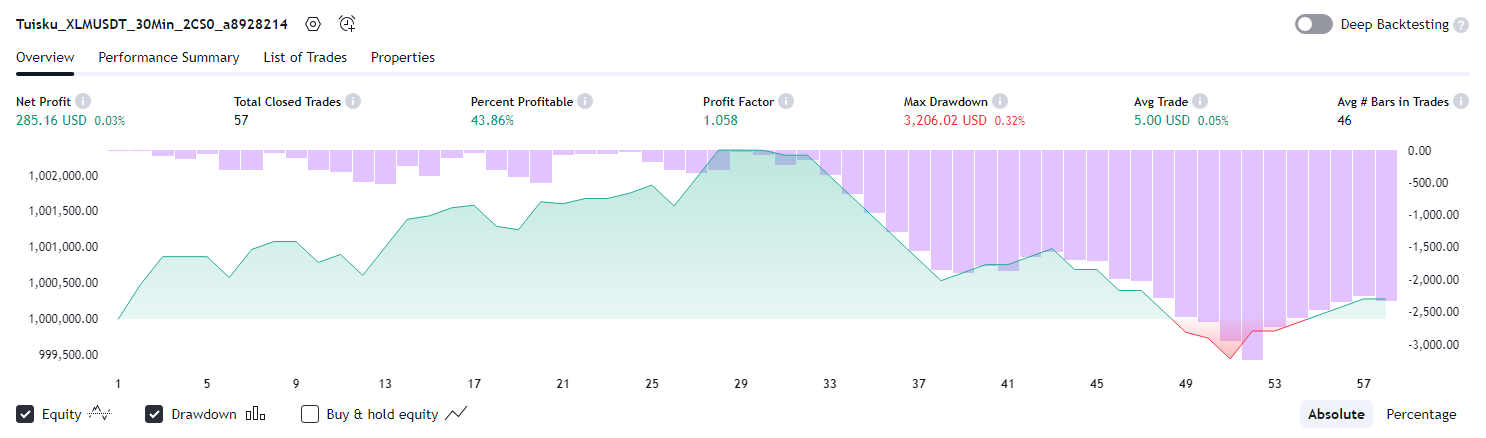 Tuisku_XLMUSDT_30Min_2CS0_a8928214 Deep Backtesting ?
Overview Performance Summary List of Trades Properties
Net Profit i Total Closed Trades i Percent Profitable i Profit Factor i Max Drawdown i Avg Trade i Avg # Bars in Trades i
285.16 USD 0.03% 57 43.86% 1.058 3,206.02 USD 0.32% 5.00 USD 0.05% 46
0.00
1,002,000.00 -500.00
1,001,500.00 -1,000.00
1,001,000.00 -1,500.00
1,000,500.00 -2,000.00
1,000,000.00 -2,500.00
999,500.00 -3,000.00
1 5 9 13 17 21 25 29 33 37 41 45 49 53 57
Equity Drawdown Buy & hold equity Absolute Percentage